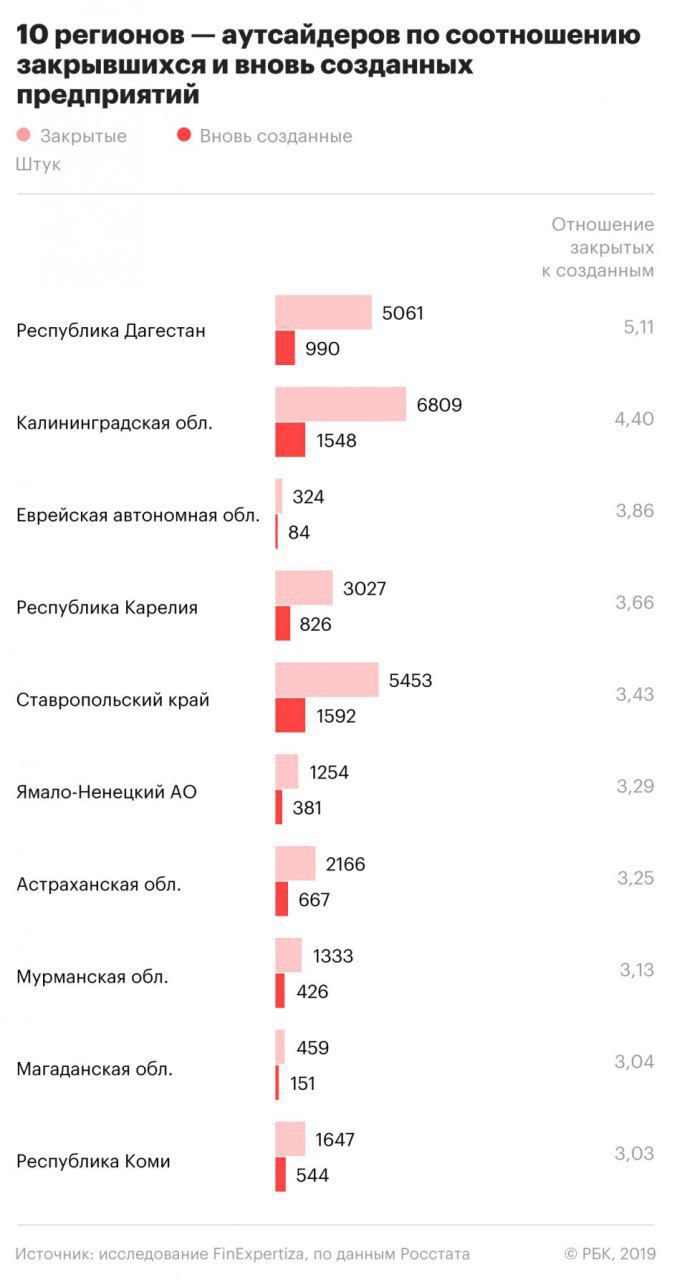 10 регионов — аутсайдеров по соотношению
закрывшихся и вновь созданных
предприятий
Закрытые Вновь созданные
Штук
Отношение
закрытых
к созданным
Республика Дагестан 5061 990 5,11
Калининградская обл. 6809 1548 4,40
Еврейская автономная обл. 324 84 3,86
Республика Карелия 3027 826 3,66
Ставропольский край 5453 1592 3,43
Ямало-Ненецкий АО 1254 381 3,29
Астраханская обл. 2166 667 3,25
Мурманская обл. 1333 426 3,13
Магаданская обл. 459 151 3,04
Республика Коми 1647 544 3,03
Источник: исследование FinExpertiza, по данным Росстата © РБК, 2019